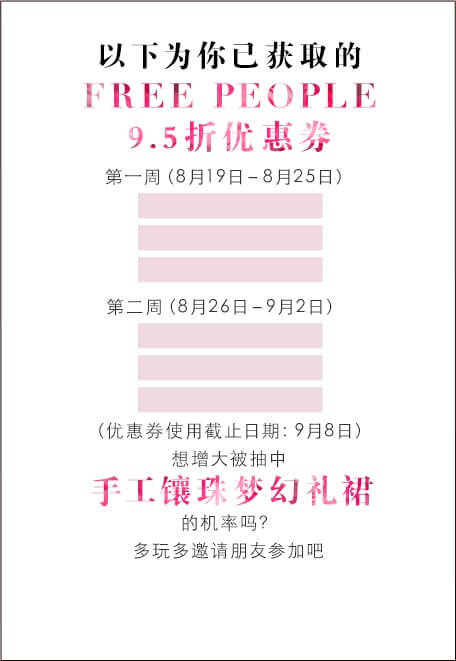 以下为你已获取的
FREE PEOPLE
9.5折优惠券
第一周 (8月19日–8月25日)
第二周 (8月26日–9月2日)
(优惠券使用截止日期: 9月8日)
想增大被抽中
手工镶珠梦幻礼裙
的机率吗?
多玩多邀请朋友参加吧